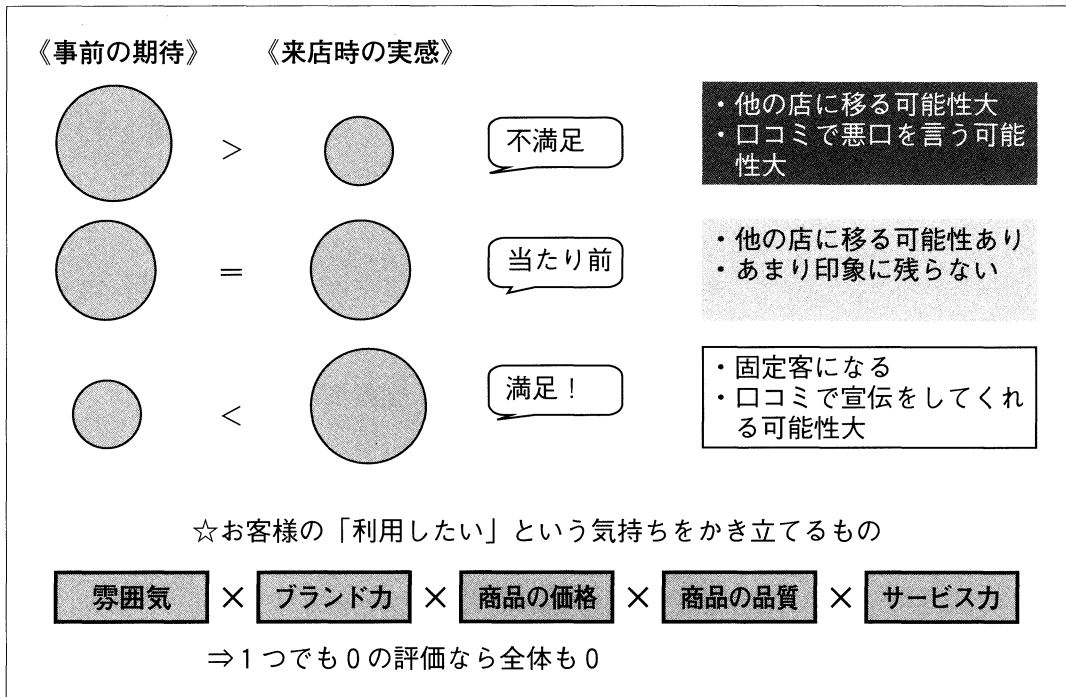 《事前の期待》 《来店時の実感》
> 不満足
・他の店に移る可能性大
・口コミで悪口を言う可能
性大
= 当たり前
・他の店に移る可能性あり
・あまり印象に残らない
< 満足！
・固定客になる
・口コミで宣伝をしてくれ
る可能性大
☆お客様の「利用したい」という気持ちをかき立てるもの
雰囲気 × ブランド力 × 商品の価格 × 商品の品質 × サービス力
⇒1つでも0の評価なら全体も0